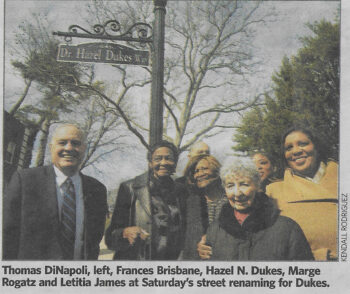 Dr Hazel Dukes Way
KENDALL RODRIGUEZ
Thomas DiNapoli, left, Frances Brisbane, Hazel N. Dukes, Marge
Rogatz and Letitia James at Saturday's street renaming for Dukes.